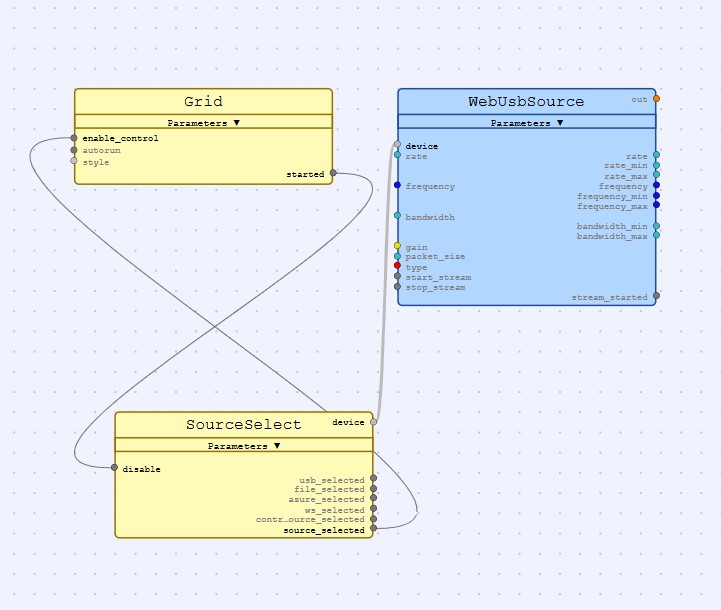 Grid
Parameters ▼
enable_control
autorun
style
started
WebUsbSource
out
Parameters ▼
device
rate
frequency
bandwidth
gain
packet_size
type
start_stream
stop_stream
rate
rate_min
rate_max
frequency
frequency_min
frequency_max
bandwidth_min
bandwidth_max
stream_started
SourceSelect
device
Parameters ▼
disable
usb_selected
file_selected
azure_selected
ws_selected
contr…ource_selected
source_selected